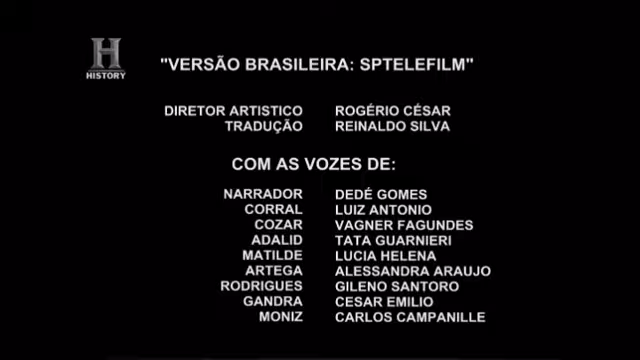 H
HISTORY
"VERSÃO BRASILEIRA: SPTELEFILM"
DIRETOR ARTISTICO ROGÉRIO CÉSAR
TRADUÇÃO REINALDO SILVA
COM AS VOZES DE:
NARRADOR DEDÉ GOMES
CORRAL LUIZ ANTONIO
COZAR VAGNER FAGUNDES
ADALID TATA GUARNIERI
MATILDE LUCIA HELENA
ARTEGA ALESSANDRA ARAUJO
RODRIGUES GILENO SANTORO
GANDRA CESAR EMILIO
MONIZ CARLOS CAMPANILLE